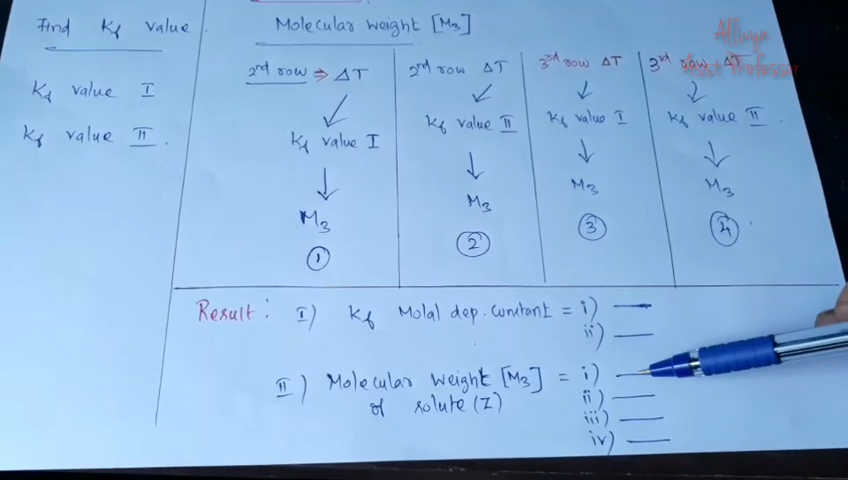 Find Kf value
Kf value I
Kf value II.
Molecular weight [M3]
2nd row ⇒ ΔT
Kf value I
M3
1
2nd row ΔT
Kf value II
M3
2
3rd row ΔT
Kf value I
M3
3
3rd row ΔT
Kf value II
M3
4
Result: I) Kf Molal dep. constant = i)
ii)
II) Molecular weight [M3] = i)
of solute (Z)
ii)
iii)
iv)
Asst Professor